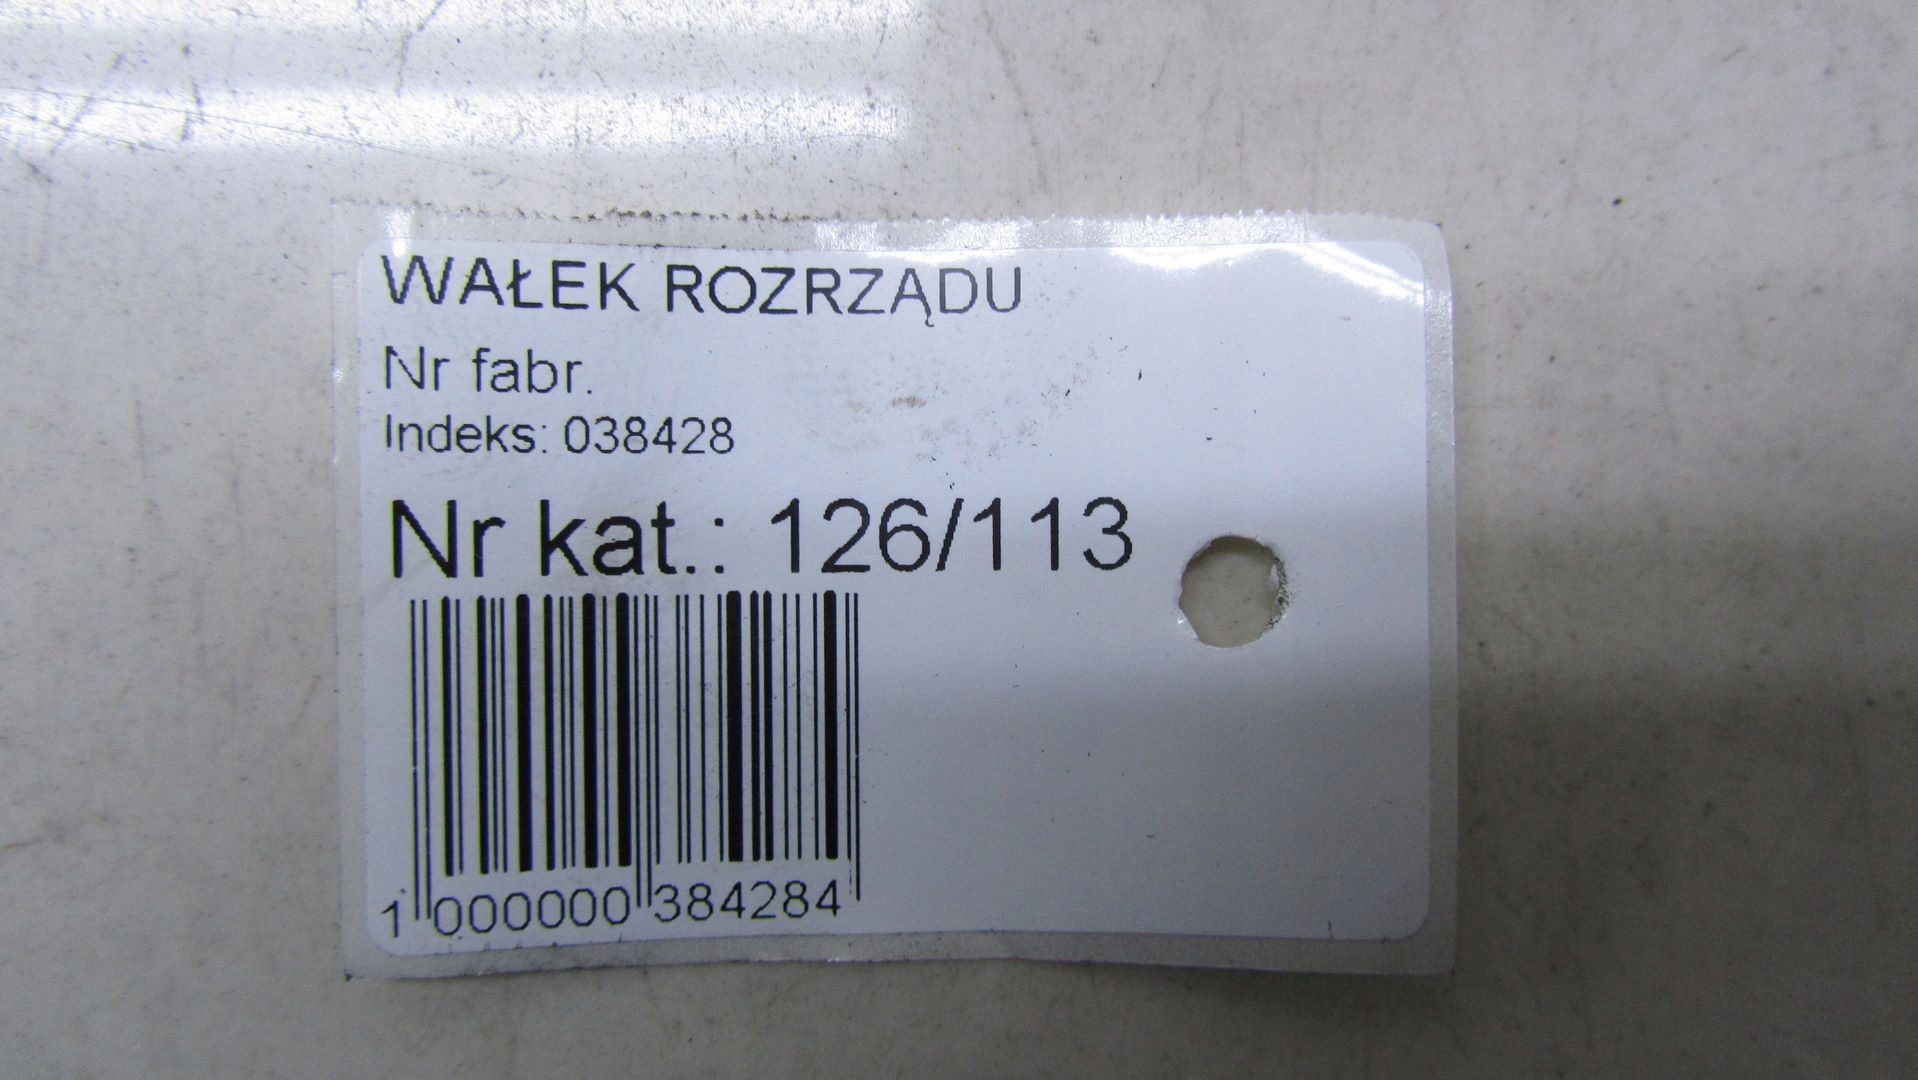 WAŁEK ROZRZĄDU
Nr fabr.
Indeks: 038428
Nr kat.: 126/113
1 000000 384284